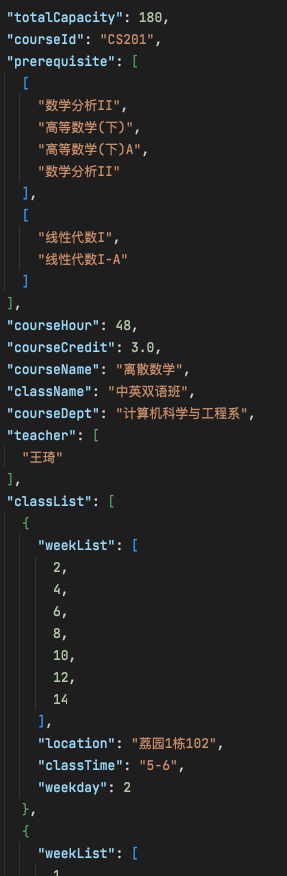 "totalCapacity": 180,
"courseId": "CS201",
"prerequisite": [
[
"数学分析II",
"高等数学(下)",
"高等数学(下)A",
"数学分析II"
],
[
"线性代数I",
"线性代数I-A"
]
],
"courseHour": 48,
"courseCredit": 3.0,
"courseName": "离散数学",
"className": "中英双语班",
"courseDept": "计算机科学与工程系",
"teacher": [
"王琦"
],
"classList": [
{
"weekList": [
2,
4,
6,
8,
10,
12,
14
],
"location": "荔园1栋102",
"classTime": "5-6",
"weekday": 2
},
{
"weekList": [
1